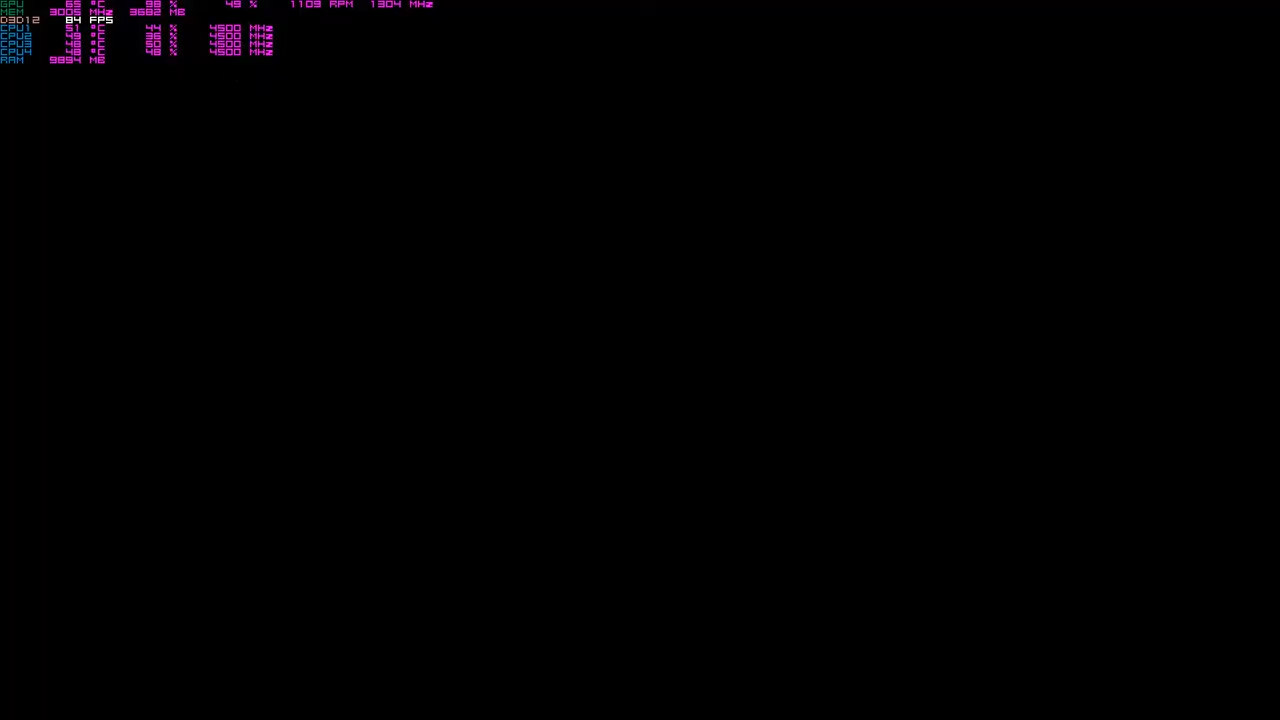 GPU 65 °C 98 % 49 % 1109 RPM 1304 MHz
MEM 3005 MHz 3682 MB
D3D12 84 FPS
CPU1 51 °C 44 % 4500 MHz
CPU2 49 °C 36 % 4500 MHz
CPU3 48 °C 50 % 4500 MHz
CPU4 48 °C 48 % 4500 MHz
RAM 9894 MB